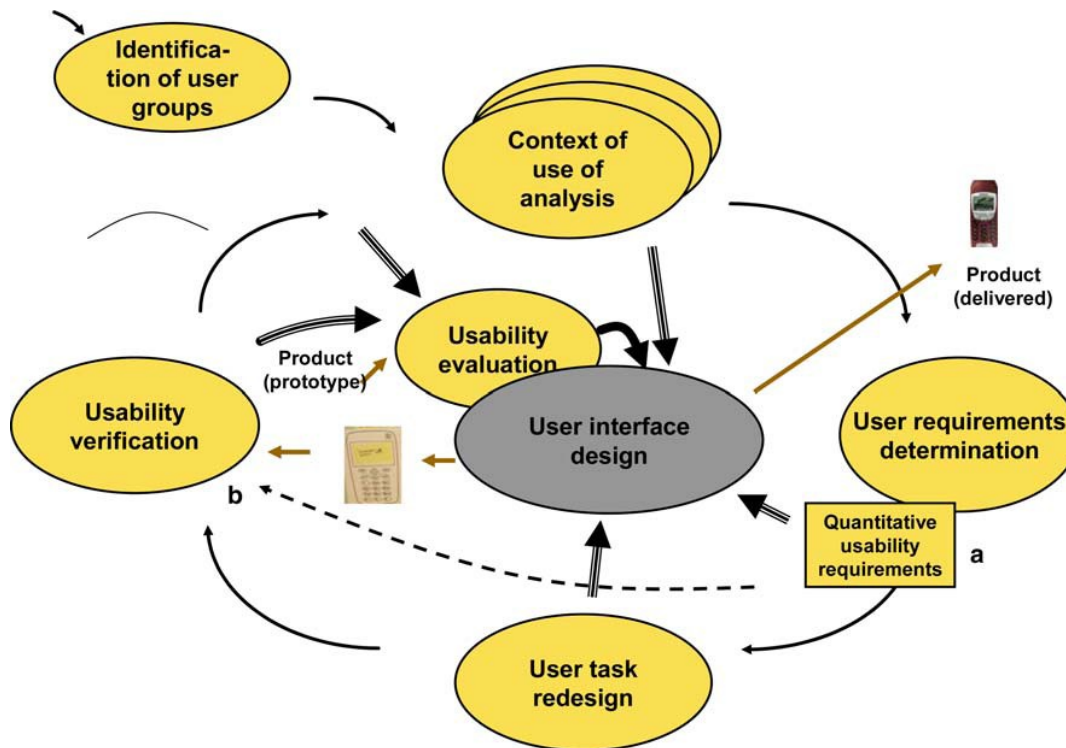 Identifica-
tion of user
groups
Context of
use of
analysis
Product
(delivered)
Usability
evaluation
Product
(prototype)
Usability
verification
User interface
design
User requirements
determination
b
Quantitative
usability
requirements
a
User task
redesign